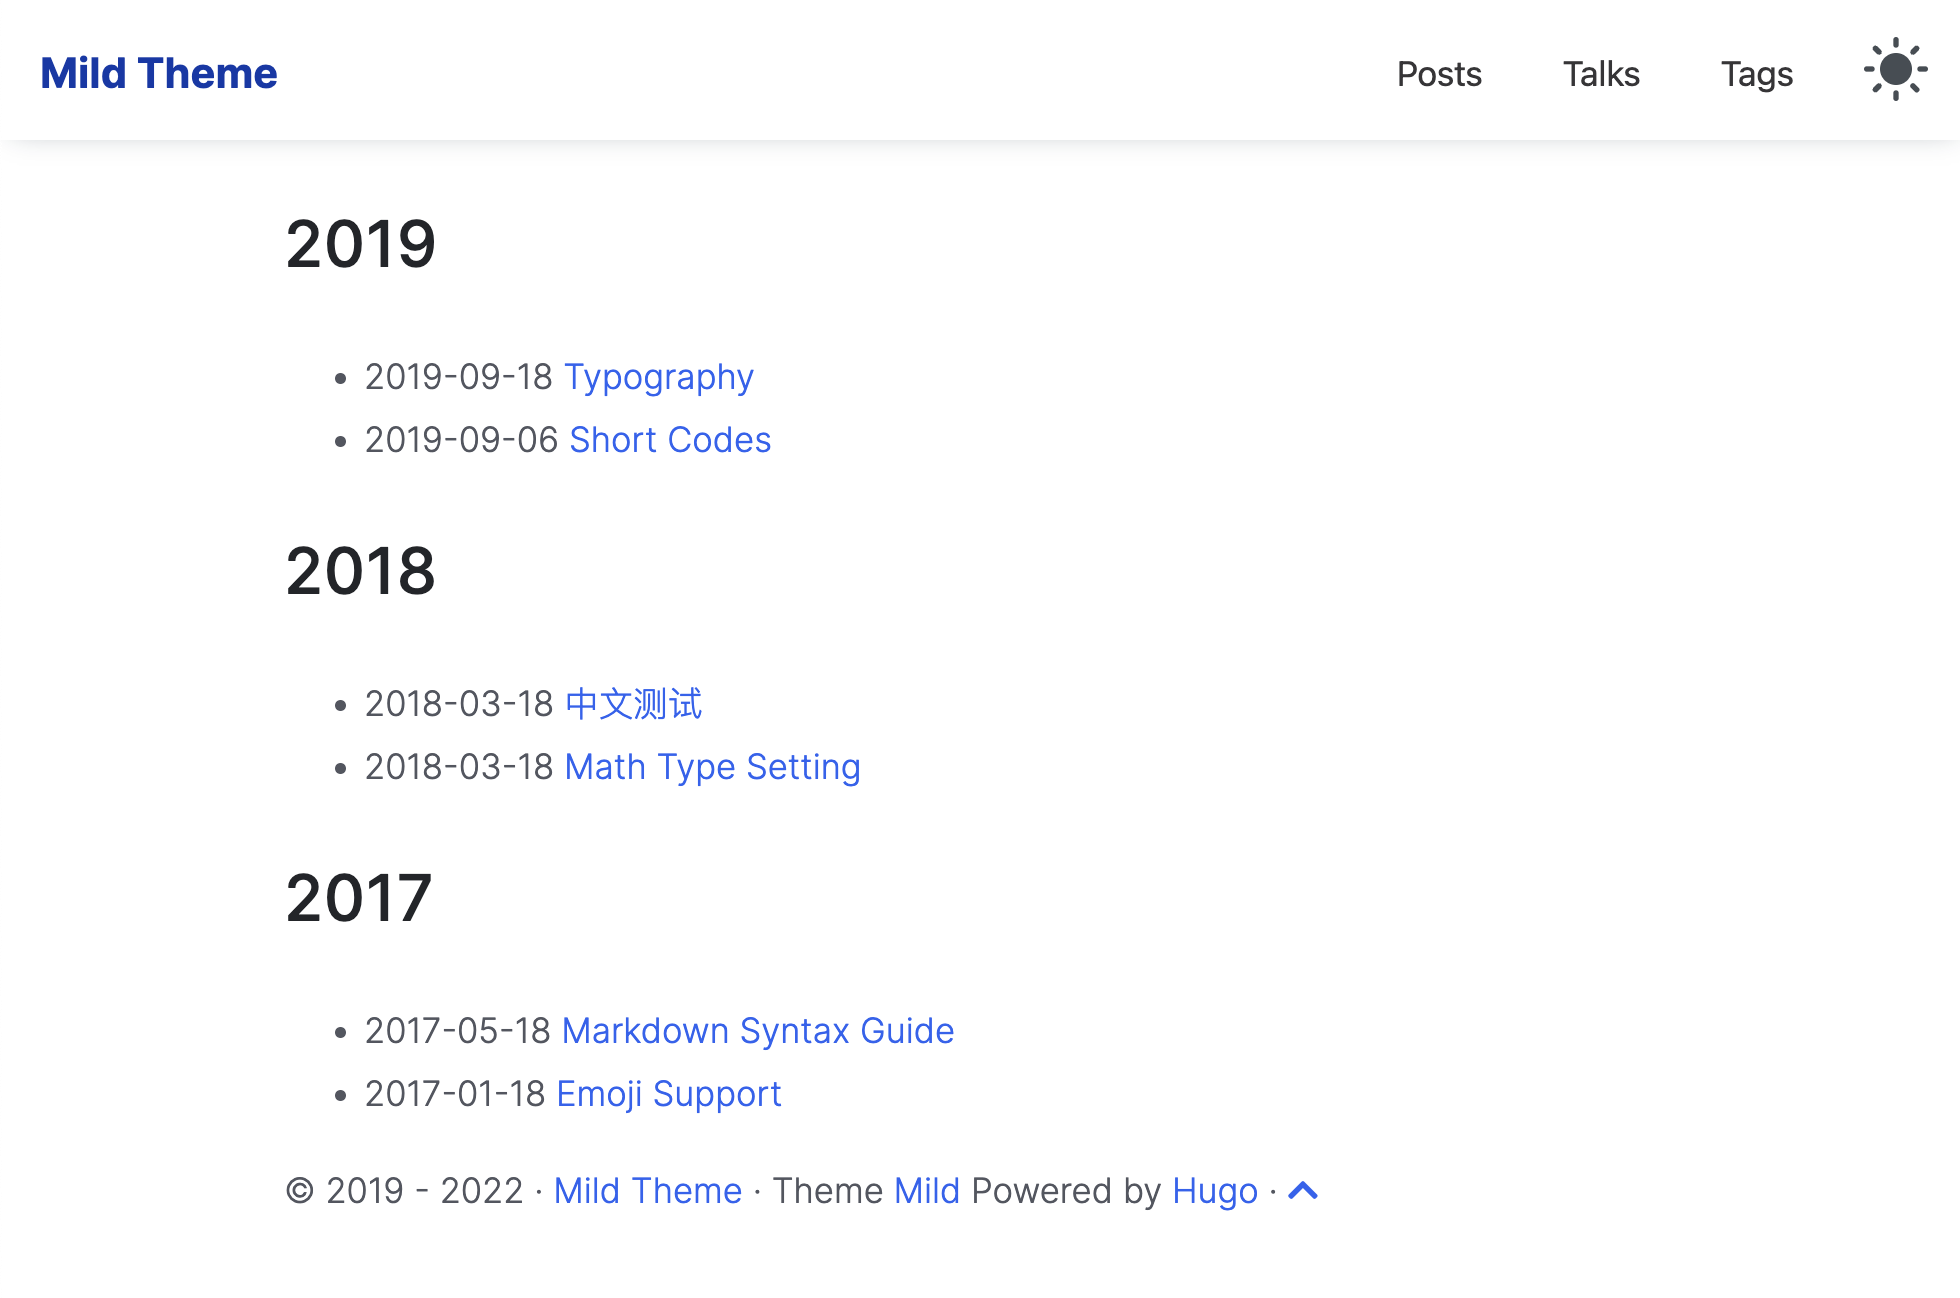 Mild Theme Posts Talks Tags
2019
• 2019-09-18 Typography
• 2019-09-06 Short Codes
2018
• 2018-03-18 中文测试
• 2018-03-18 Math Type Setting
2017
• 2017-05-18 Markdown Syntax Guide
• 2017-01-18 Emoji Support
© 2019 - 2022 · Mild Theme · Theme Mild Powered by Hugo ·